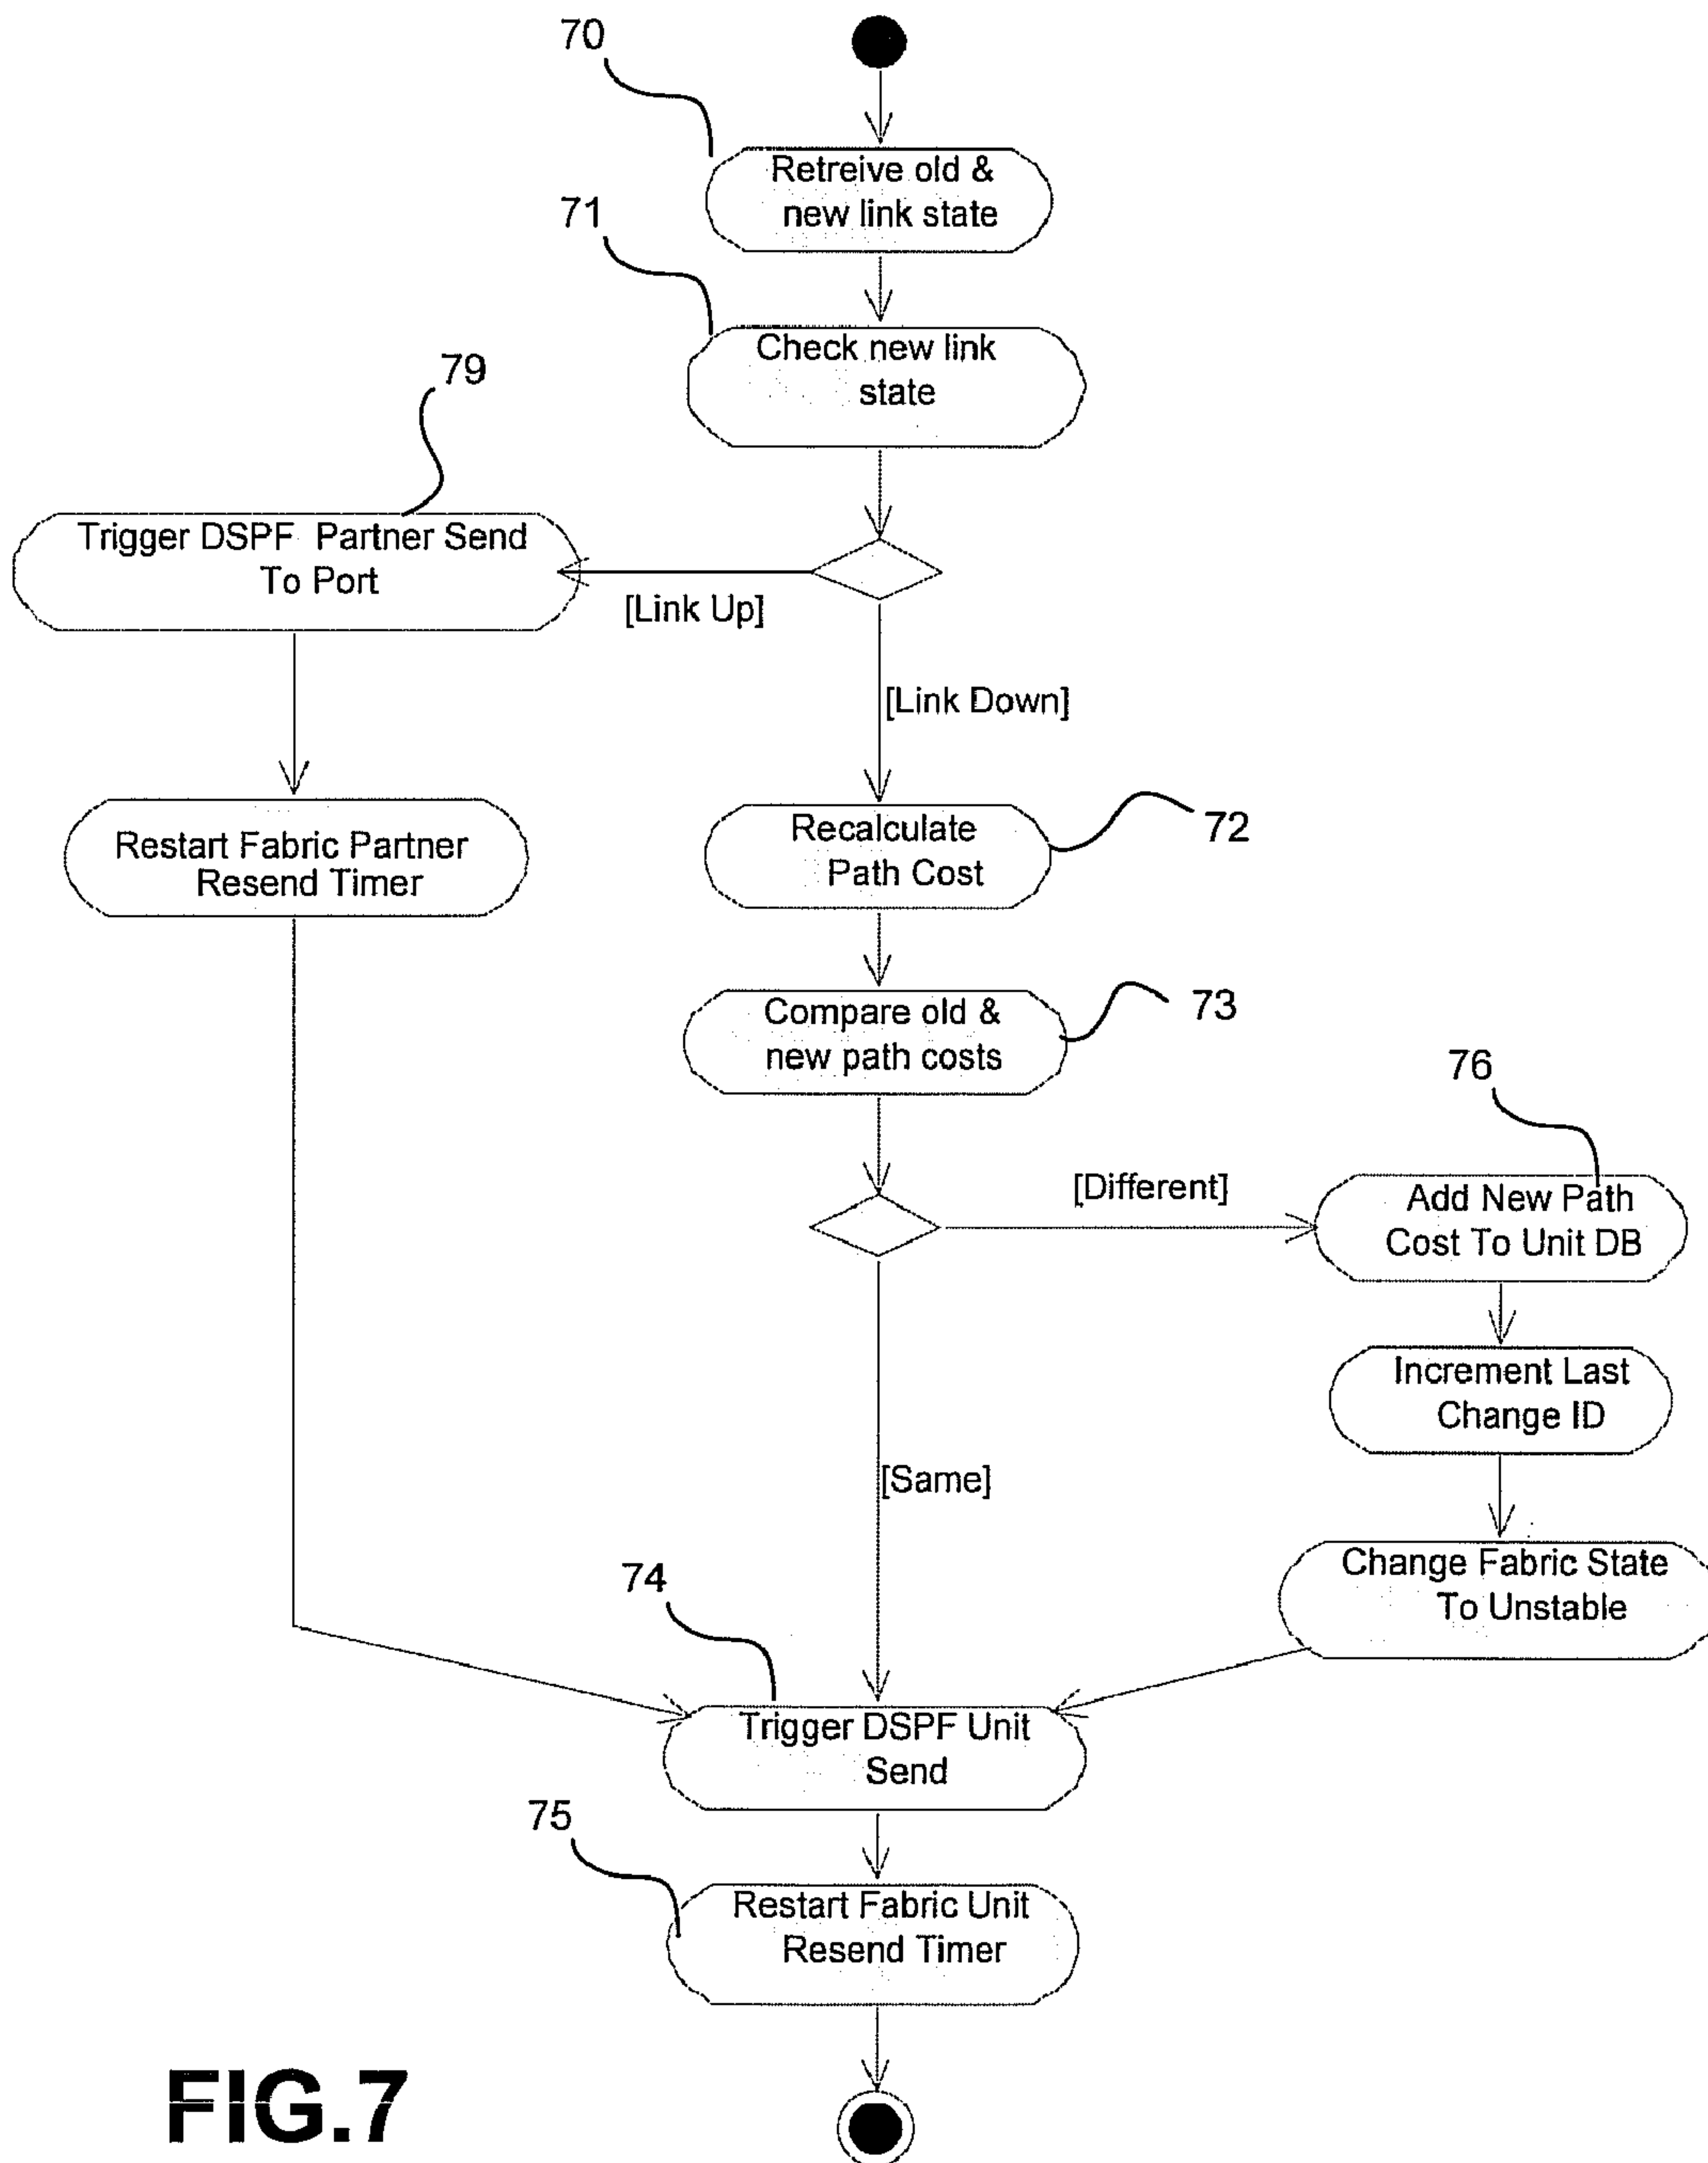 70
Retreive old &
new link state
71
Check new link
state
79
Trigger DSPF  Partner Send
To Port
[Link Up]
[Link Down]
Restart Fabric Partner
Resend Timer
Recalculate
Path Cost
72
Compare old &
new path costs
73
76
[Different]
Add New Path
Cost To Unit DB
Increment Last
Change ID
[Same]
Change Fabric State
To Unstable
74
Trigger DSPF Unit
Send
75
Restart Fabric Unit
Resend Timer
FIG.7